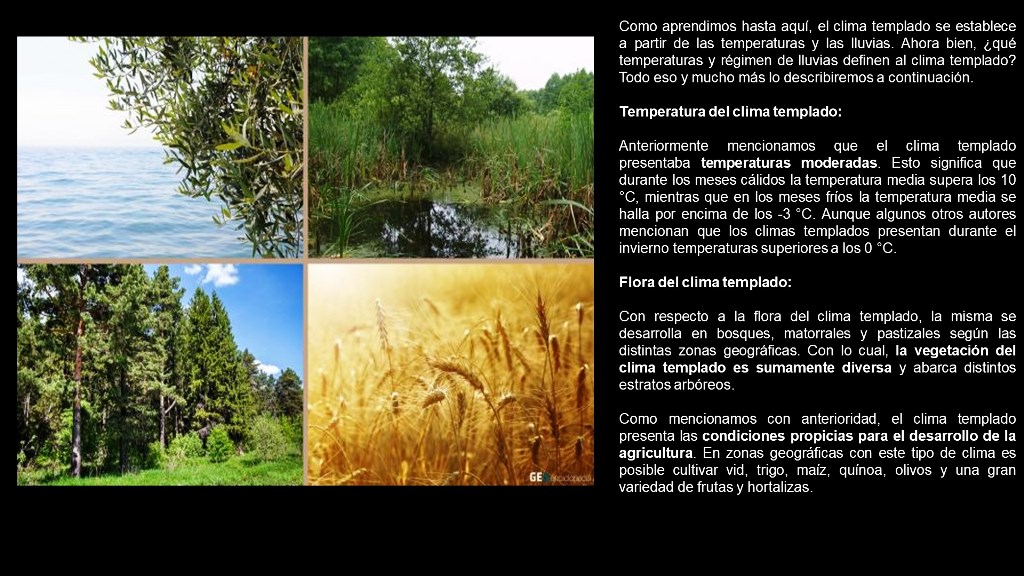 Como aprendimos hasta aquí, el clima templado se establece
a partir de las temperaturas y las lluvias. Ahora bien, ¿qué
temperaturas y régimen de lluvias definen al clima templado?
Todo eso y mucho más lo describiremos a continuación.
Temperatura del clima templado:
Anteriormente mencionamos que el clima templado
presentaba temperaturas moderadas. Esto significa que
durante los meses cálidos la temperatura media supera los 10
°C, mientras que en los meses fríos la temperatura media se
halla por encima de los -3 °C. Aunque algunos otros autores
mencionan que los climas templados presentan durante el
invierno temperaturas superiores a los 0 °C.
Flora del clima templado:
Con respecto a la flora del clima templado, la misma se
desarrolla en bosques, matorrales y pastizales según las
distintas zonas geográficas. Con lo cual, la vegetación del
clima templado es sumamente diversa y abarca distintos
estratos arbóreos.
Como mencionamos con anterioridad, el clima templado
presenta las condiciones propicias para el desarrollo de la
agricultura. En zonas geográficas con este tipo de clima es
posible cultivar vid, trigo, maíz, quínoa, olivos y una gran
variedad de frutas y hortalizas.